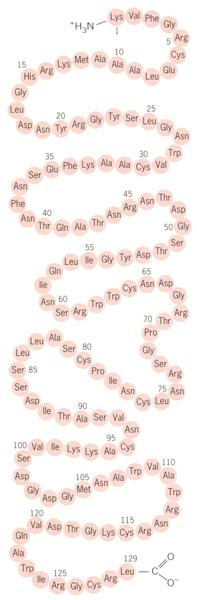 ⁺H₃N Lys Val Phe Gly
1
5 Arg
Cys
15 10
His Arg Lys Met Ala Ala Ala Leu Glu
Gly
Leu
20 25
Asp Asn Tyr Arg Gly Tyr Ser Leu Gly Asn
Trp
35 30
Asn Ser Glu Phe Lys Ala Ala Cys Val
Phe
40 45
Asn Thr Gln Ala Thr Asn Arg Asn Thr Asp
50 Gly
Ser
55
Gln Leu Ile Gly Tyr Asp Thr
Ile
60 65
Asn Ser Arg Trp Trp Cys Asn Asp Gly
70 Thr Arg
Pro
Gly
Ser
Arg
Asn
75
Leu Leu Ala Ser Cys Pro Ile Asn Cys Leu
80
Ser
85
Ser
90
Asp Ile Thr Ala Ser Val Asn
100 95
Ser Val Ile Lys Lys Ala Cys
Asp
105 110
Gly Asp Gly Met Asn Ala Trp Val Ala
Trp
Arg
120 115
Gln Val Asp Thr Gly Lys Cys Arg Asn
Ala
Trp
125 129
Ile Arg Gly Cys Arg Leu C O O⁻